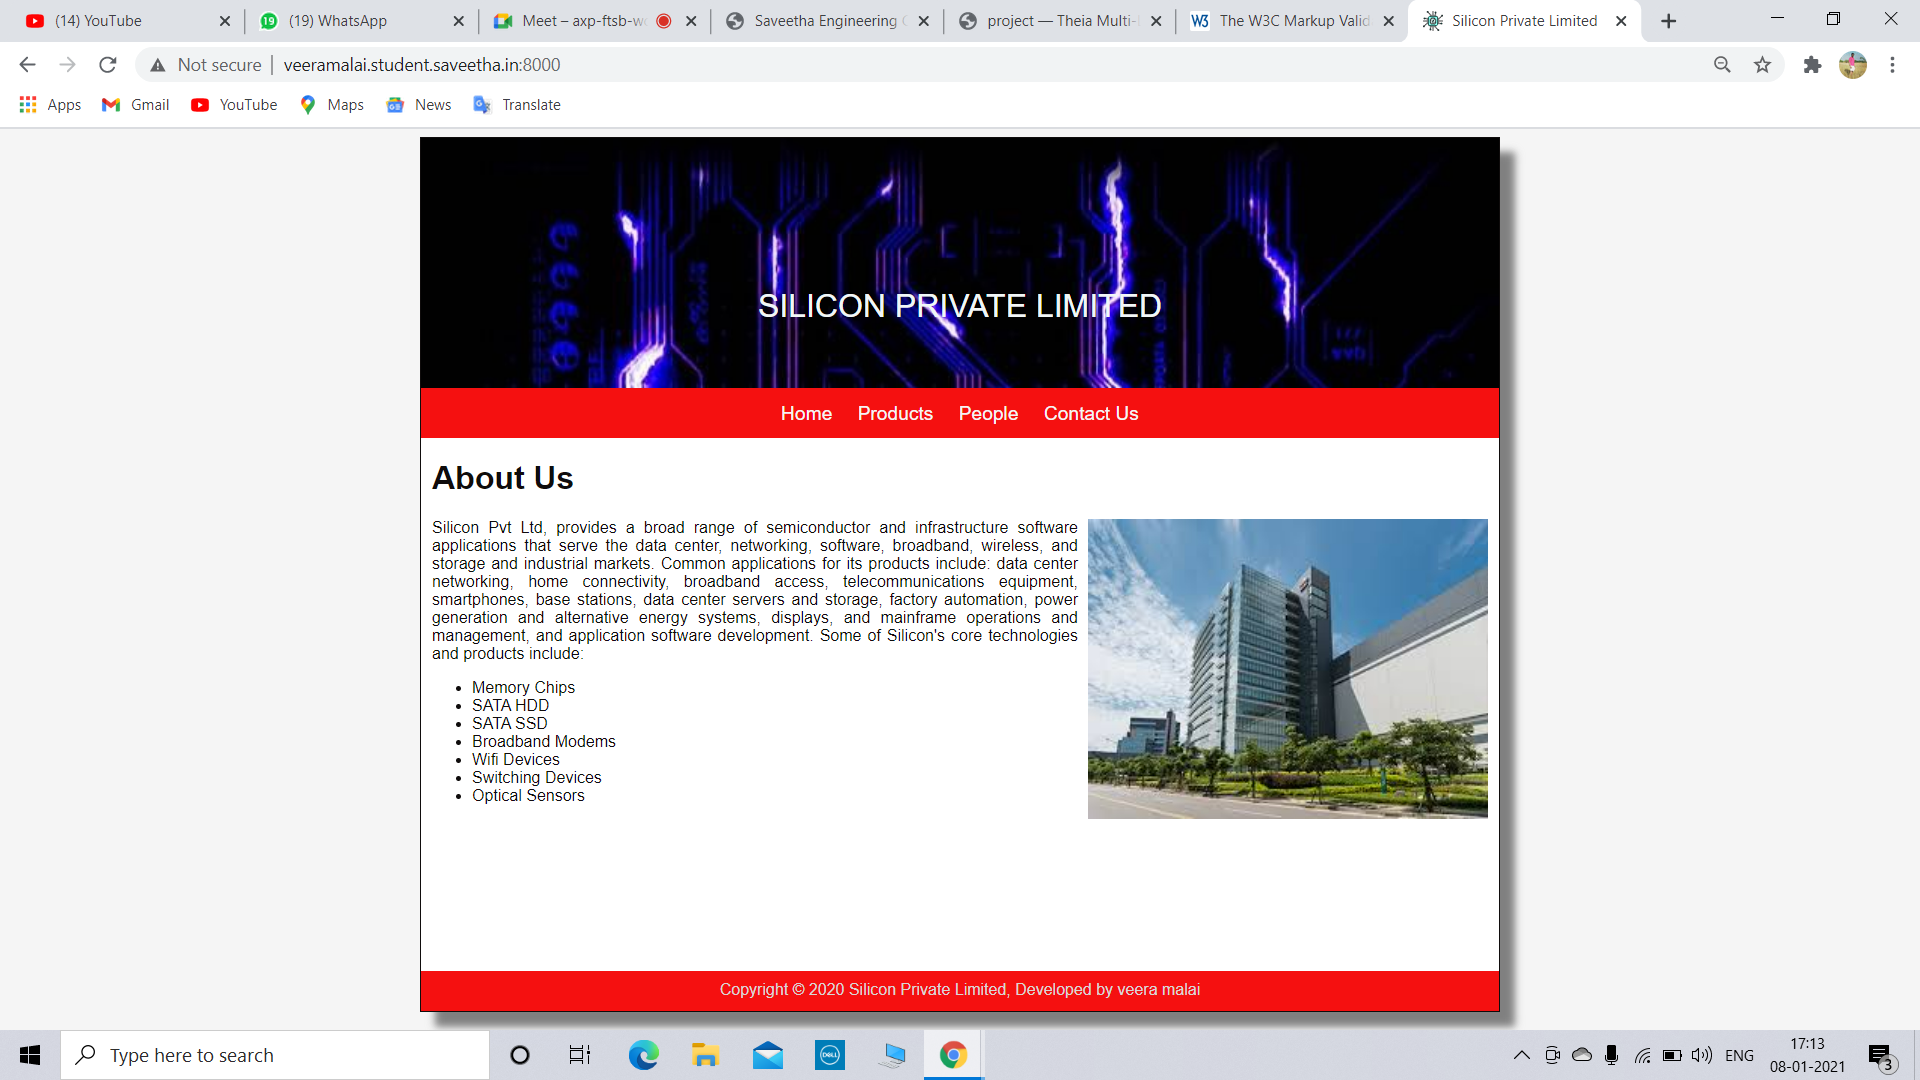 (14) YouTube
(19) WhatsApp
Meet – axp-ftsb-w
Saveetha Engineering
project — Theia Multi-
The W3C Markup Valid
Silicon Private Limited
Not secure
veeramalai.student.saveetha.in:8000
Apps
Gmail
YouTube
Maps
News
Translate
SILICON PRIVATE LIMITED
Home
Products
People
Contact Us
About Us
Silicon Pvt Ltd, provides a broad range of semiconductor and infrastructure software
applications that serve the data center, networking, software, broadband, wireless, and
storage and industrial markets. Common applications for its products include: data center
networking, home connectivity, broadband access, telecommunications equipment,
smartphones, base stations, data center servers and storage, factory automation, power
generation and alternative energy systems, displays, and mainframe operations and
management, and application software development. Some of Silicon's core technologies
and products include:
Memory Chips
SATA HDD
SATA SSD
Broadband Modems
Wifi Devices
Switching Devices
Optical Sensors
Copyright © 2020 Silicon Private Limited, Developed by veera malai
Type here to search
DELL
ENG
17:13
08-01-2021
3